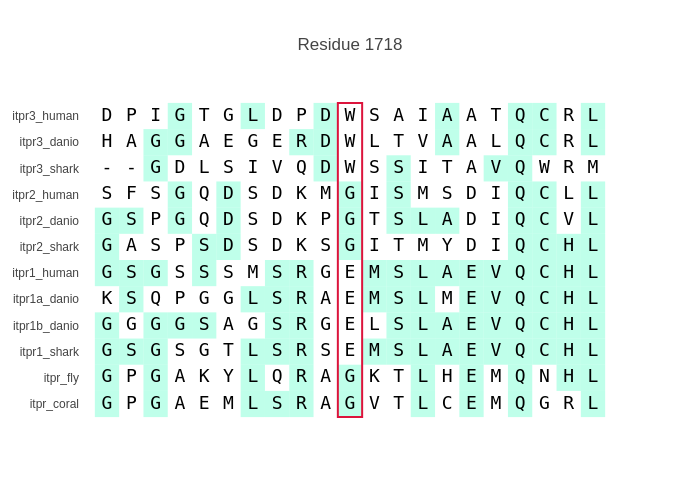 Residue 1718
itpr3_human D P I G T G L D P D W S A I A A T Q C R L
itpr3_danio H A G G A E G E R D W L T V A A L Q C R L
itpr3_shark - - G D L S I V Q D W S S I T A V Q W R M
itpr2_human S F S G Q D S D K M G I S M S D I Q C L L
itpr2_danio G S P G Q D S D K P G T S L A D I Q C V L
itpr2_shark G A S P S D S D K S G I T M Y D I Q C H L
itpr1_human G S G S S S M S R G E M S L A E V Q C H L
itpr1a_danio K S Q P G G L S R A E M S L M E V Q C H L
itpr1b_danio G G G G S A G S R G E L S L A E V Q C H L
itpr1_shark G S G S G T L S R S E M S L A E V Q C H L
itpr_fly G P G A K Y L Q R A G K T L H E M Q N H L
itpr_coral G P G A E M L S R A G V T L C E M Q G R L